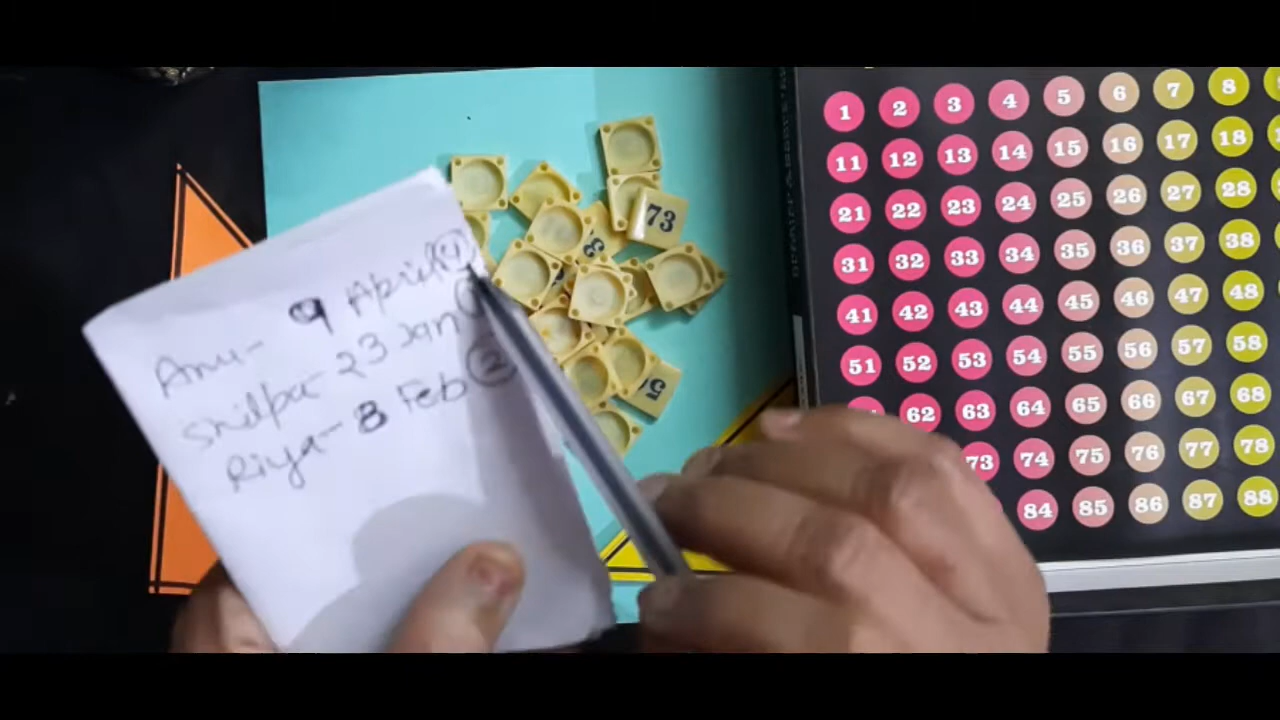 Anu- 9 April (4)
Shilpa- 23 Jan
Riya- 8 Feb (2)
73
1 2 3 4 5 6 7 8
11 12 13 14 15 16 17 18
21 22 23 24 25 26 27 28
31 32 33 34 35 36 37 38
41 42 43 44 45 46 47 48
51 52 53 54 55 56 57 58
62 63 64 65 66 67 68
73 74 75 76 77 78
84 85 86 87 88